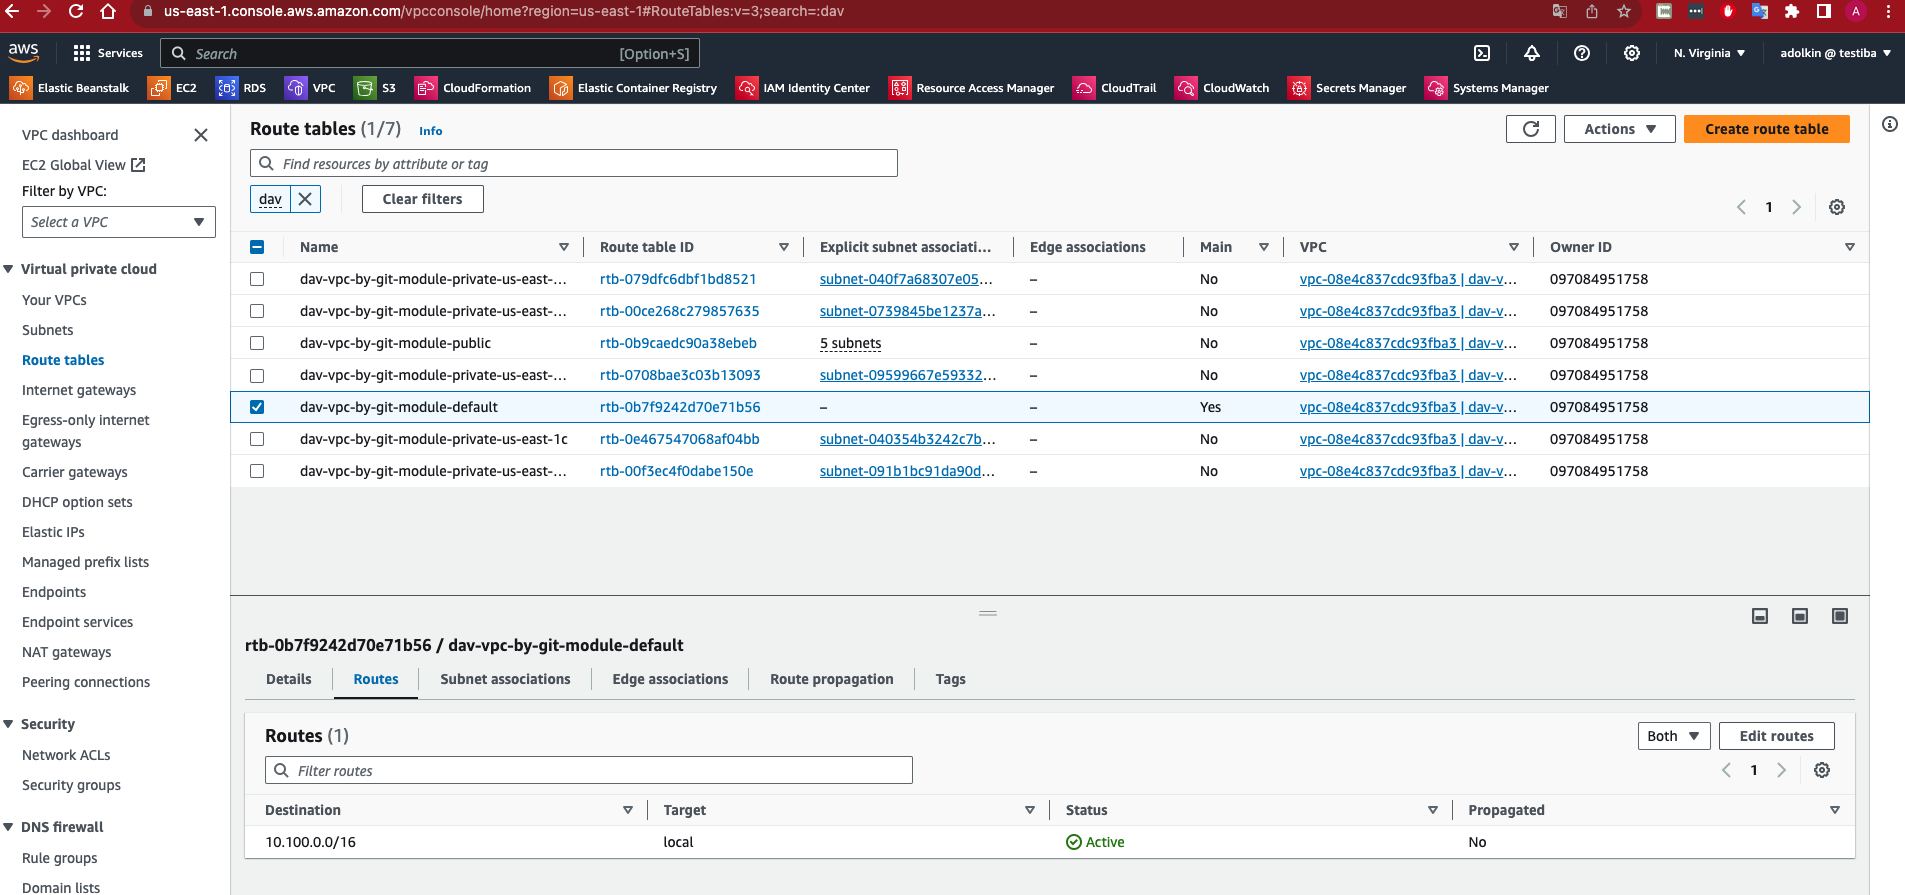 us-east-1.console.aws.amazon.com/vpcconsole/home?region=us-east-1#RouteTables:v=3;search=:dav
A
aws
Services
Search
[Option+S]
N. Virginia
adolkin @ testiba
Elastic Beanstalk
EC2
RDS
VPC
S3
CloudFormation
Elastic Container Registry
IAM Identity Center
Resource Access Manager
CloudTrail
CloudWatch
Secrets Manager
Systems Manager
VPC dashboard
EC2 Global View
Filter by VPC:
Select a VPC
Virtual private cloud
Your VPCs
Subnets
Route tables
Internet gateways
Egress-only internet
gateways
Carrier gateways
DHCP option sets
Elastic IPs
Managed prefix lists
Endpoints
Endpoint services
NAT gateways
Peering connections
Security
Network ACLs
Security groups
DNS firewall
Rule groups
Domain lists
Route tables (1/7) Info
Actions
Create route table
Find resources by attribute or tag
dav
Clear filters
1
Name Route table ID Explicit subnet associati... Edge associations Main VPC Owner ID
dav-vpc-by-git-module-private-us-east-... rtb-079dfc6dbf1bd8521 subnet-040f7a68307e05... – No vpc-08e4c837cdc93fba3 | dav-v... 097084951758
dav-vpc-by-git-module-private-us-east-... rtb-00ce268c279857635 subnet-0739845be1237a... – No vpc-08e4c837cdc93fba3 | dav-v... 097084951758
dav-vpc-by-git-module-public rtb-0b9caedc90a38ebeb 5 subnets – No vpc-08e4c837cdc93fba3 | dav-v... 097084951758
dav-vpc-by-git-module-private-us-east-... rtb-0708bae3c03b13093 subnet-09599667e59332... – No vpc-08e4c837cdc93fba3 | dav-v... 097084951758
dav-vpc-by-git-module-default rtb-0b7f9242d70e71b56 – – Yes vpc-08e4c837cdc93fba3 | dav-v... 097084951758
dav-vpc-by-git-module-private-us-east-1c rtb-0e467547068af04bb subnet-040354b3242c7b... – No vpc-08e4c837cdc93fba3 | dav-v... 097084951758
dav-vpc-by-git-module-private-us-east-... rtb-00f3ec4f0dabe150e subnet-091b1bc91da90d... – No vpc-08e4c837cdc93fba3 | dav-v... 097084951758
rtb-0b7f9242d70e71b56 / dav-vpc-by-git-module-default
Details Routes Subnet associations Edge associations Route propagation Tags
Routes (1)
Both
Edit routes
Filter routes
1
Destination Target Status Propagated
10.100.0.0/16 local Active No